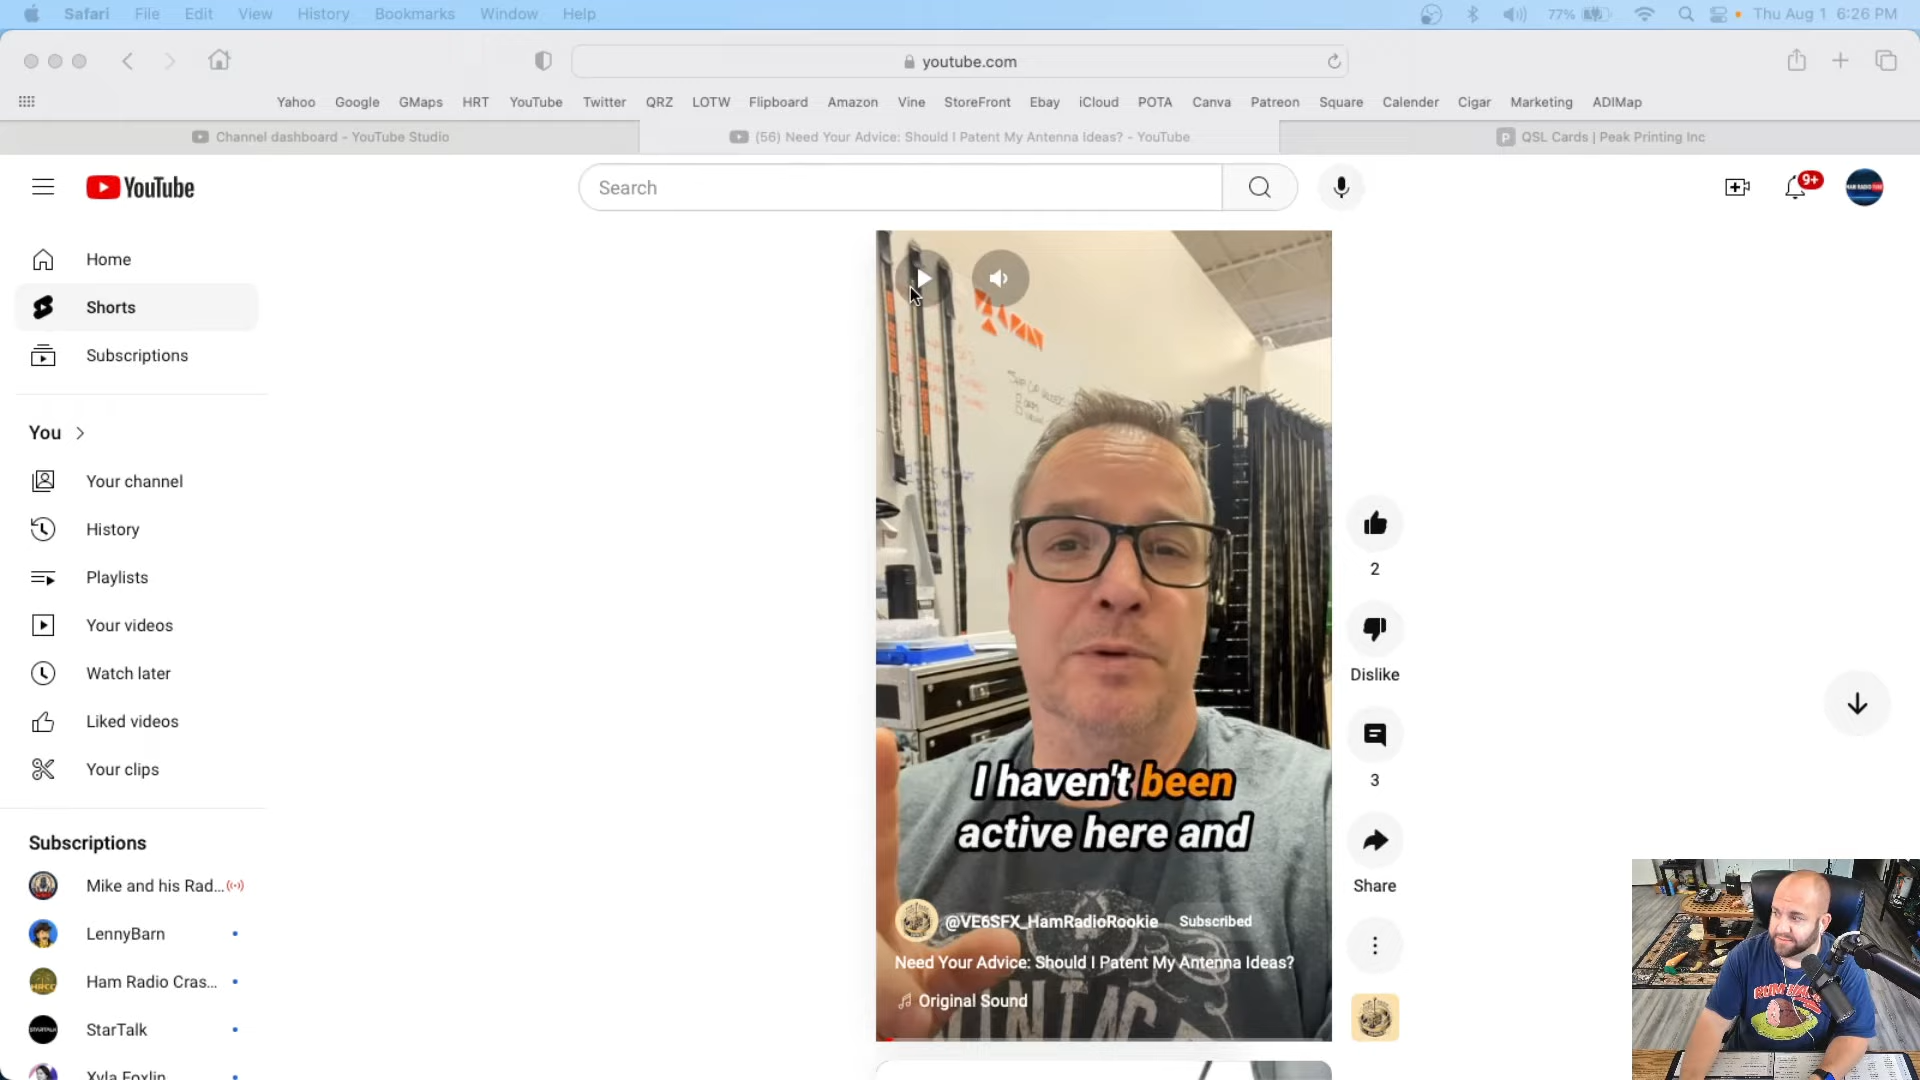 Safari File Edit View History Bookmarks Window Help 77% Thu Aug 1 6:26 PM
youtube.com
Yahoo Google GMaps HRT YouTube Twitter QRZ LOTW Flipboard Amazon Vine StoreFront Ebay iCloud POTA Canva Patreon Square Calender Cigar Marketing ADIMap
Channel dashboard - YouTube Studio
(56) Need Your Advice: Should I Patent My Antenna Ideas? - YouTube
P QSL Cards | Peak Printing Inc
YouTube
Search
9+
Home
Shorts
Subscriptions
You
Your channel
History
Playlists
Your videos
Watch later
Liked videos
Your clips
Subscriptions
Mike and his Rad...
LennyBarn
Ham Radio Cras...
StarTalk
Xyla Foxlin
I haven't been
active here and
@VE6SFX_HamRadioRookie Subscribed
Need Your Advice: Should I Patent My Antenna Ideas?
Original Sound
2
Dislike
3
Share